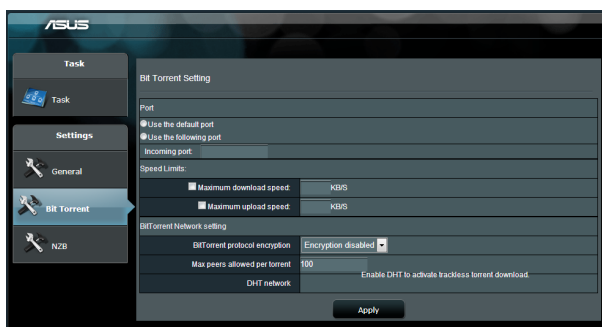 ASUS
Task
Task
Settings
General
Bit Torrent
NZB
Bit Torrent Setting
Port
Use the default port
Use the following port
Incoming port:
Speed Limits:
Maximum download speed: KB/S
Maximum upload speed: KB/S
BitTorrent Network setting
BitTorrent protocol encryption Encryption disabled
Max peers allowed per torrent 100
DHT network Enable DHT to activate trackless torrent download.
Apply